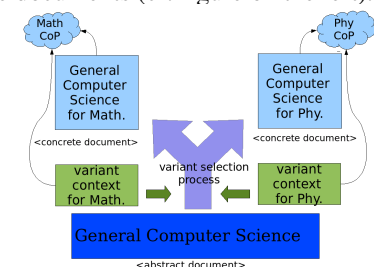 Math
CoP
Phy
CoP
General
Computer
Science
for Math.
General
Computer
Science
for Phy.
<concrete document>
<concrete document>
variant selection
process
variant
context
for Math.
variant
context
for Phy.
General Computer Science
<abstract document>